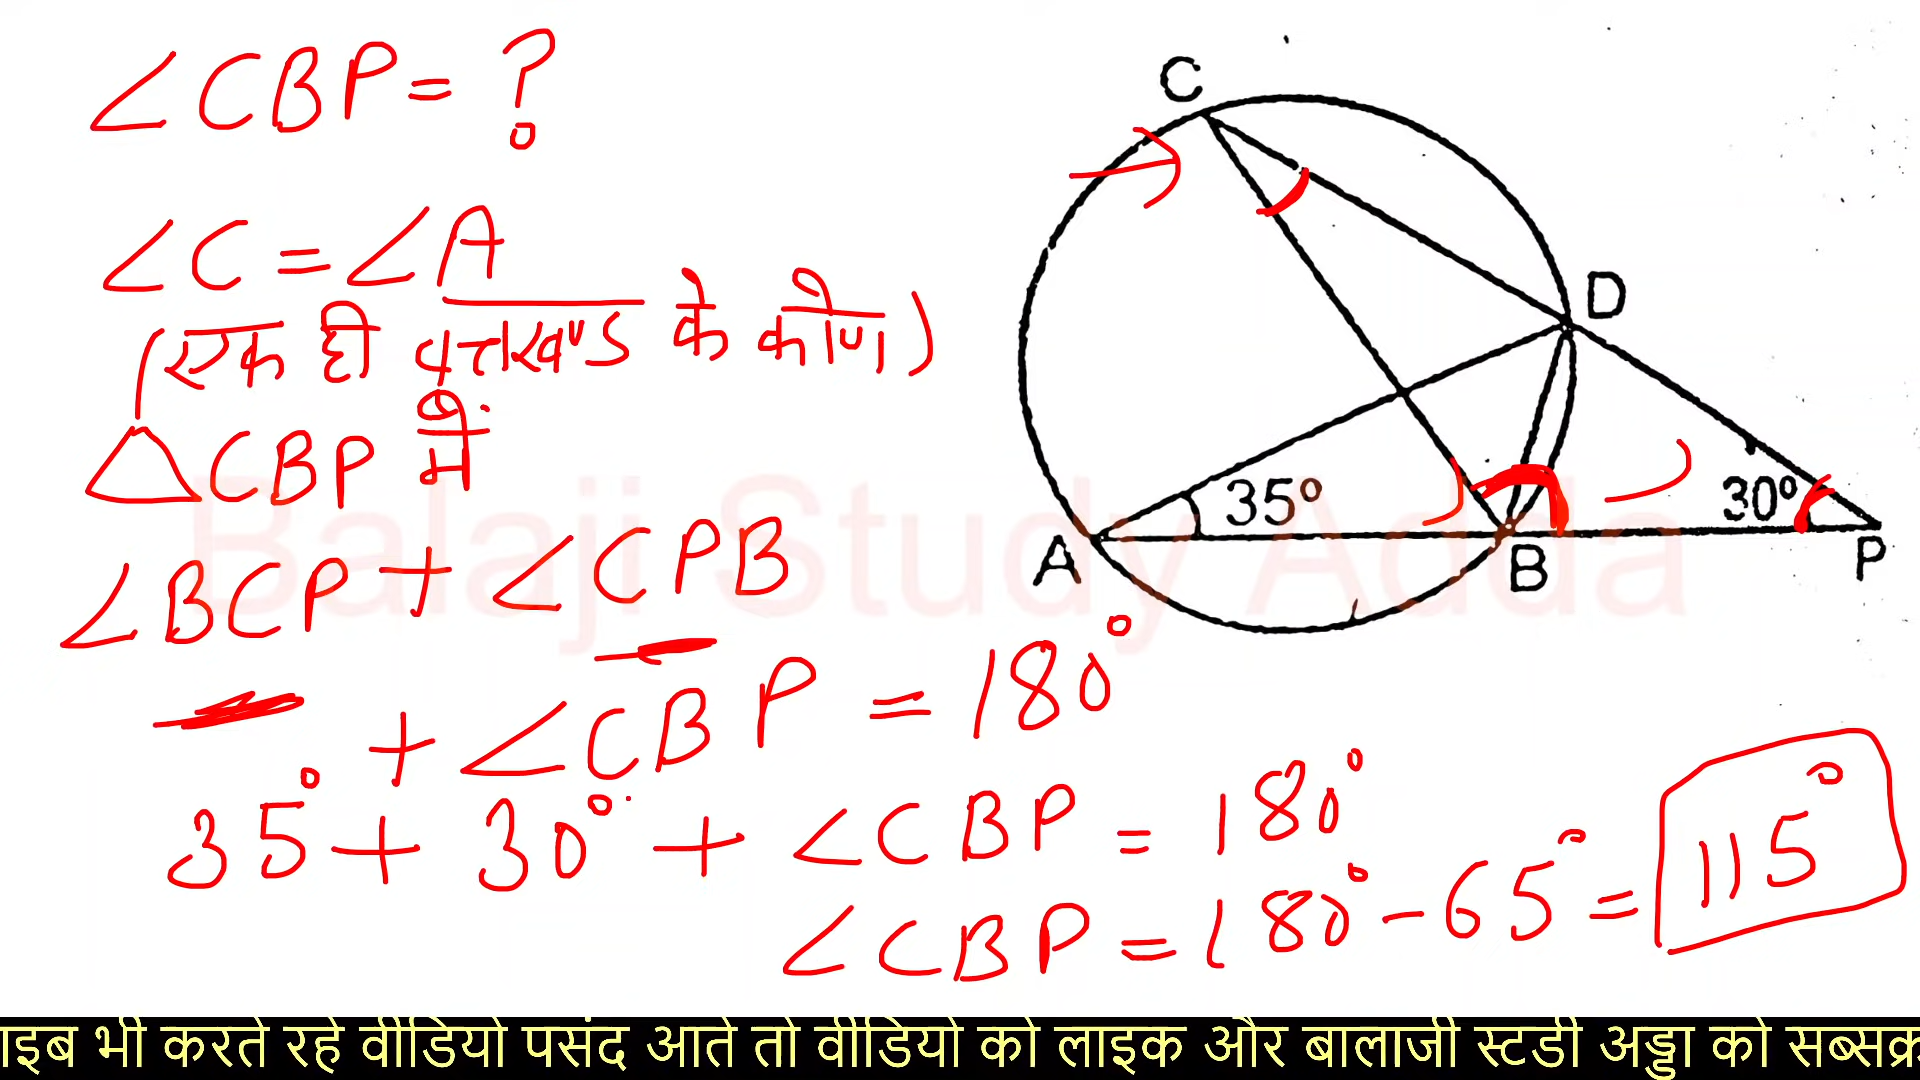 ∠CBP = ?
∠C = ∠A
(एक ही वृत्तखण्ड के कोण)
△CBP में
∠BCP + ∠CPB
+ ∠CBP = 180°
35° + 30° + ∠CBP = 180°
∠CBP = 180° - 65° = 115°
C
D
35°
30°
A
B
P
Balaji Study Adda
ाइब भी करते रहे वीडियो पसंद आते तो वीडियो को लाइक और बालाजी स्टडी अड्डा को सब्सक्र